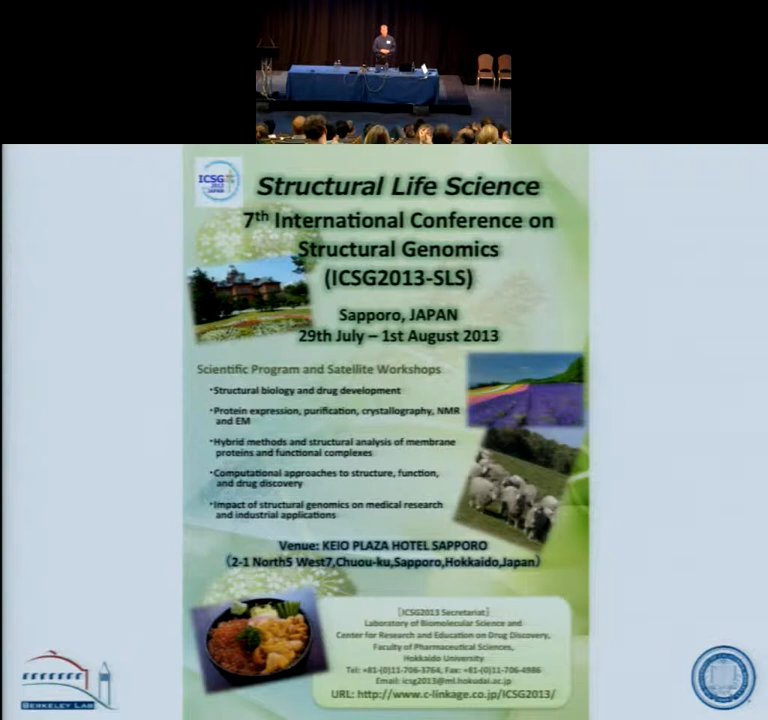 ICSG
2013
JAPAN
Structural Life Science
7th International Conference on
Structural Genomics
(ICSG2013-SLS)
Sapporo, JAPAN
29th July – 1st August 2013
Scientific Program and Satellite Workshops
・Structural biology and drug development
・Protein expression, purification, crystallography, NMR
and EM
・Hybrid methods and structural analysis of membrane
proteins and functional complexes
・Computational approaches to structure, function,
and drug discovery
・Impact of structural genomics on medical research
and industrial applications
Venue: KEIO PLAZA HOTEL SAPPORO
(2-1 North5 West7,Chuou-ku,Sapporo,Hokkaido,Japan)
[ICSG2013 Secretariat]
Laboratory of Biomolecular Science and
Center for Research and Education on Drug Discovery,
Faculty of Pharmaceutical Sciences,
Hokkaido University
Tel: +81-(0)11-706-3764, Fax: +81-(0)11-706-4986
Email: icsg2013@ml.hokudai.ac.jp
URL: http://www.c-linkage.co.jp/ICSG2013/
BERKELEY LAB